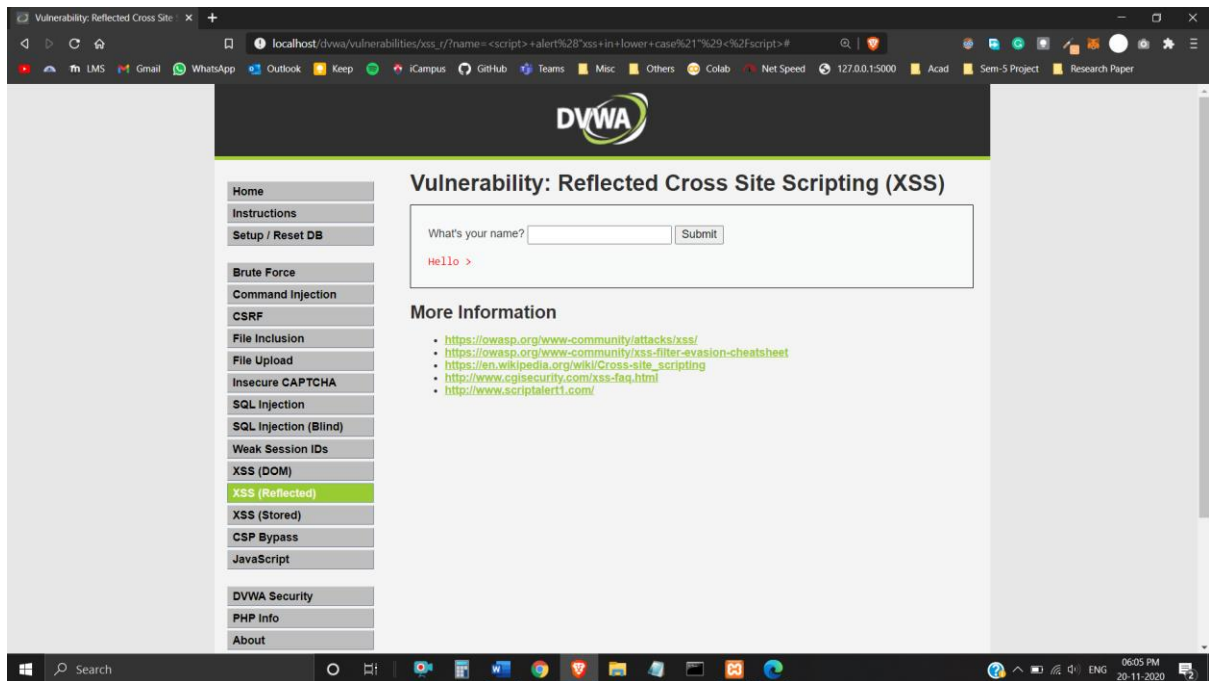 Vulnerability: Reflected Cross Site
localhost/dvwa/vulnerabilities/xss_r/?name=<script>+alert%28"xss+in+lower+case%21"%29<%2Fscript>#
LMS Gmail WhatsApp Outlook Keep iCampus GitHub Teams Misc Others Colab Net Speed 127.0.0.1:5000 Acad Sem-5 Project Research Paper
DVWA
Vulnerability: Reflected Cross Site Scripting (XSS)
What's your name? Submit
Hello >
More Information
https://owasp.org/www-community/attacks/xss/
https://owasp.org/www-community/xss-filter-evasion-cheatsheet
https://en.wikipedia.org/wiki/Cross-site_scripting
http://www.cgisecurity.com/xss-faq.html
http://www.scriptalert1.com/
Home
Instructions
Setup / Reset DB
Brute Force
Command Injection
CSRF
File Inclusion
File Upload
Insecure CAPTCHA
SQL Injection
SQL Injection (Blind)
Weak Session IDs
XSS (DOM)
XSS (Reflected)
XSS (Stored)
CSP Bypass
JavaScript
DVWA Security
PHP Info
About
Search
ENG
06:05 PM
20-11-2020